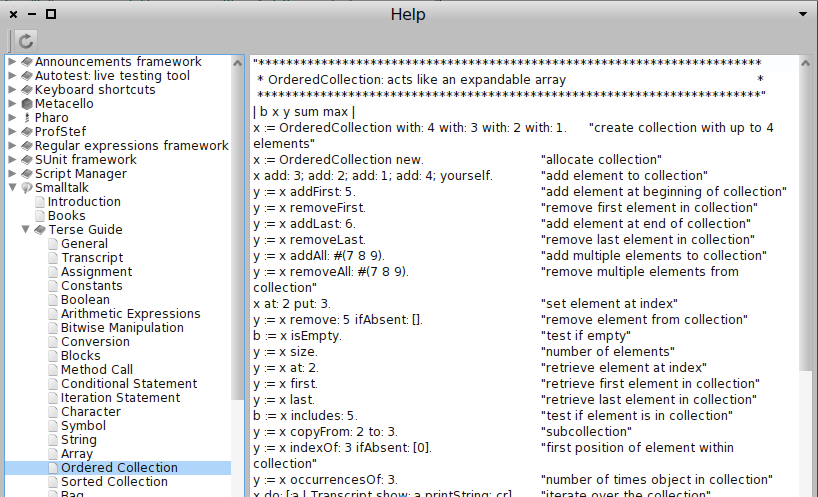 Help
Announcements framework
Autotest: live testing tool
Keyboard shortcuts
Metacello
Pharo
ProfStef
Regular expressions framework
SUnit framework
Script Manager
Smalltalk
Introduction
Books
Terse Guide
General
Transcript
Assignment
Constants
Boolean
Arithmetic Expressions
Bitwise Manipulation
Conversion
Blocks
Method Call
Conditional Statement
Iteration Statement
Character
Symbol
String
Array
Ordered Collection
Sorted Collection
Bag
"************************************************************************
* OrderedCollection: acts like an expandable array *
************************************************************************"
| b x y sum max |
x := OrderedCollection with: 4 with: 3 with: 2 with: 1. "create collection with up to 4
elements"
x := OrderedCollection new. "allocate collection"
x add: 3; add: 2; add: 1; add: 4; yourself. "add element to collection"
y := x addFirst: 5. "add element at beginning of collection"
y := x removeFirst. "remove first element in collection"
y := x addLast: 6. "add element at end of collection"
y := x removeLast. "remove last element in collection"
y := x addAll: #(7 8 9). "add multiple elements to collection"
y := x removeAll: #(7 8 9). "remove multiple elements from
collection"
x at: 2 put: 3. "set element at index"
y := x remove: 5 ifAbsent: []. "remove element from collection"
b := x isEmpty. "test if empty"
y := x size. "number of elements"
y := x at: 2. "retrieve element at index"
y := x first. "retrieve first element in collection"
y := x last. "retrieve last element in collection"
b := x includes: 5. "test if element is in collection"
y := x copyFrom: 2 to: 3. "subcollection"
y := x indexOf: 3 ifAbsent: [0]. "first position of element within
collection"
y := x occurrencesOf: 3. "number of times object in collection"
x do: [:a | Transcript show: a printString; cr]. "iterate over the collection"